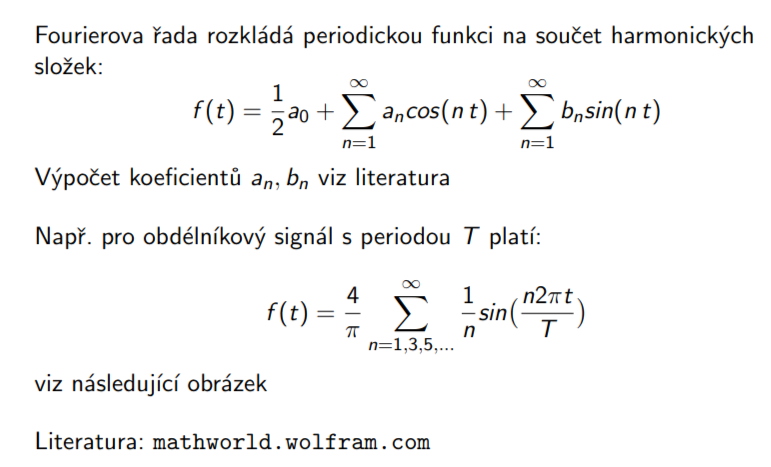 Fourierova řada rozkládá periodickou funkci na součet harmonických
složek:
f(t) = \frac{1}{2}a_0 + \sum_{n=1}^{\infty} a_n cos(n t) + \sum_{n=1}^{\infty} b_n sin(n t)
Výpočet koeficientů a_n, b_n viz literatura
Např. pro obdélníkový signál s periodou T platí:
f(t) = \frac{4}{\pi} \sum_{n=1,3,5,...}^{\infty} \frac{1}{n} sin(\frac{n2\pi t}{T})
viz následující obrázek
Literatura: mathworld.wolfram.com